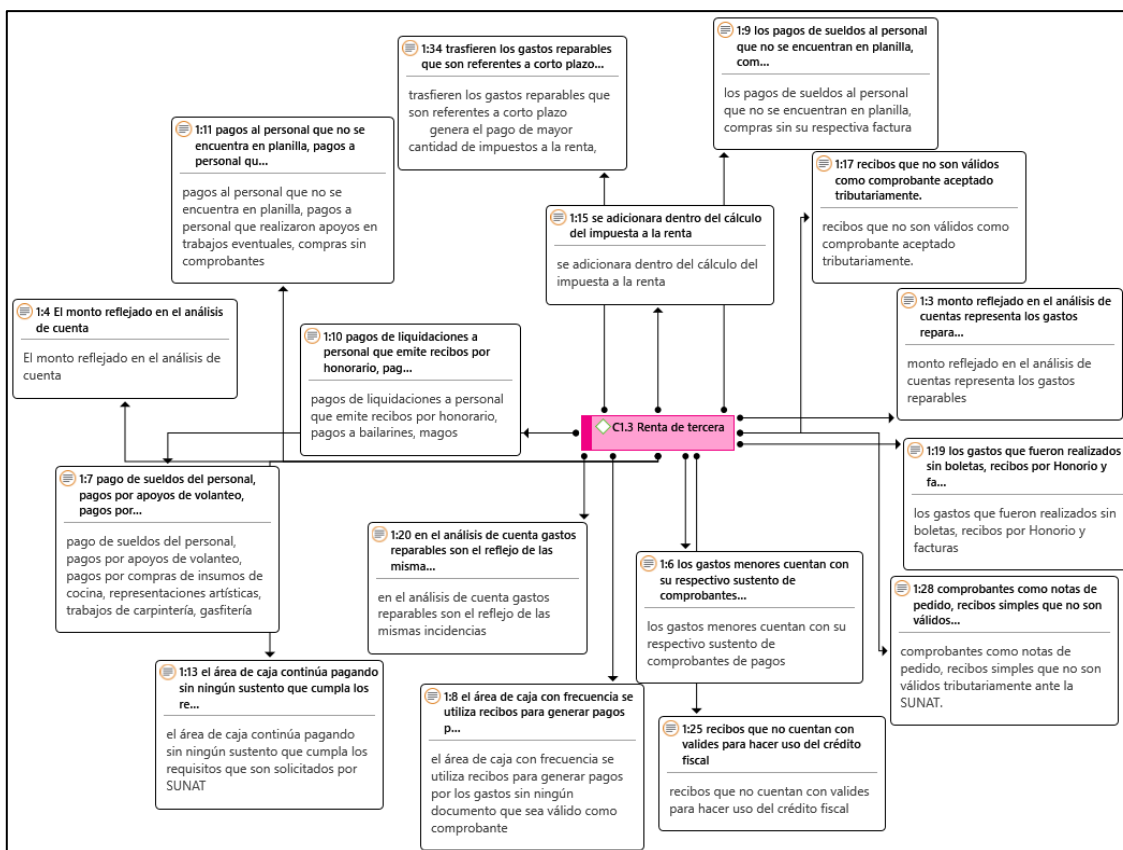 1:34 trasfieren los gastos reparables
que son referentes a corto plazo...
trasfieren los gastos reparables que
son referentes a corto plazo
genera el pago de mayor
cantidad de impuestos a la renta,
1:9 los pagos de sueldos al personal
que no se encuentran en planilla,
com...
los pagos de sueldos al personal
que no se encuentran en planilla,
compras sin su respectiva factura
1:11 pagos al personal que no se
encuentra en planilla, pagos a
personal qu...
pagos al personal que no se
encuentra en planilla, pagos a
personal que realizaron apoyos en
trabajos eventuales, compras sin
comprobantes
1:17 recibos que no son válidos
como comprobante aceptado
tributariamente.
recibos que no son válidos como
comprobante aceptado
tributariamente.
1:15 se adicionara dentro del cálculo
del impuesta a la renta
se adicionara dentro del cálculo del
impuesta a la renta
1:4 El monto reflejado en el análisis
de cuenta
El monto reflejado en el análisis de
cuenta
1:10 pagos de liquidaciones a
personal que emite recibos por
honorario, pag...
pagos de liquidaciones a personal
que emite recibos por honorario,
pagos a bailarines, magos
1:3 monto reflejado en el análisis de
cuentas representa los gastos
repara...
monto reflejado en el análisis de
cuentas representa los gastos
reparables
C1.3 Renta de tercera
1:19 los gastos que fueron realizados
sin boletas, recibos por Honorio y
fa...
los gastos que fueron realizados sin
boletas, recibos por Honorio y
facturas
1:7 pago de sueldos del personal,
pagos por apoyos de volanteo,
pagos por...
pago de sueldos del personal,
pagos por apoyos de volanteo,
pagos por compras de insumos de
cocina, representaciones artísticas,
trabajos de carpintería, gasfitería
1:20 en el análisis de cuenta gastos
reparables son el reflejo de las
misma...
en el análisis de cuenta gastos
reparables son el reflejo de las
mismas incidencias
1:6 los gastos menores cuentan con
su respectivo sustento de
comprobantes...
los gastos menores cuentan con su
respectivo sustento de
comprobantes de pagos
1:28 comprobantes como notas de
pedido, recibos simples que no son
válidos...
comprobantes como notas de
pedido, recibos simples que no son
válidos tributariamente ante la
SUNAT.
1:13 el área de caja continúa pagando
sin ningún sustento que cumpla los
re...
el área de caja continúa pagando
sin ningún sustento que cumpla los
requisitos que son solicitados por
SUNAT
1:8 el área de caja con frecuencia se
utiliza recibos para generar pagos
p...
el área de caja con frecuencia se
utiliza recibos para generar pagos
por los gastos sin ningún
documento que sea válido como
comprobante
1:25 recibos que no cuentan con
valides para hacer uso del crédito
fiscal
recibos que no cuentan con valides
para hacer uso del crédito fiscal